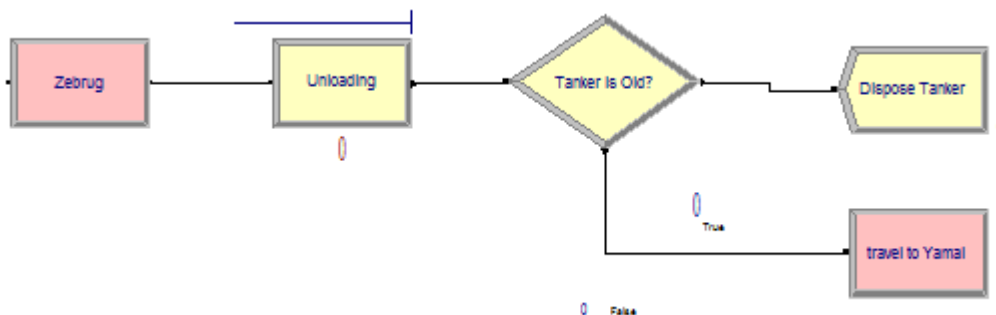 Zebrug
Unloading
Tanker is Old?
Dispose Tanker
0
0
True
travel to Yamal
0
False